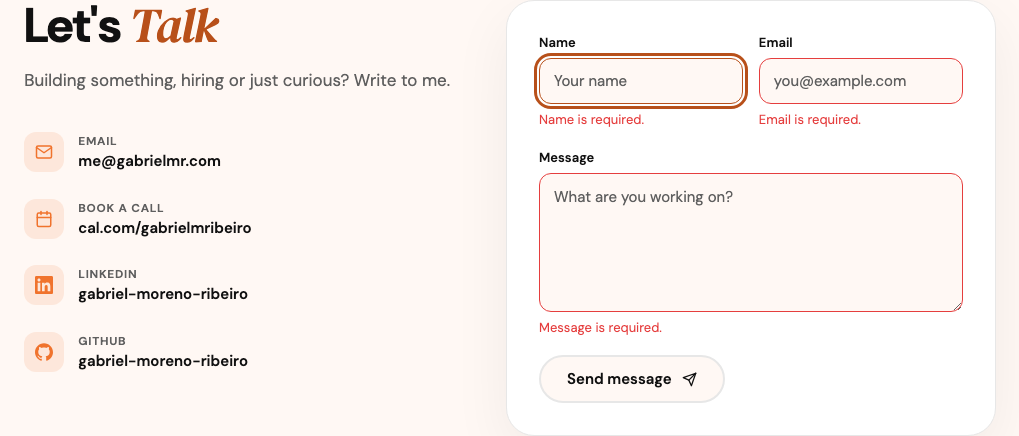 Let's Talk
Building something, hiring or just curious? Write to me.
EMAIL
me@gabrielmr.com
BOOK A CALL
cal.com/gabrielmribeiro
LINKEDIN
gabriel-moreno-ribeiro
GITHUB
gabriel-moreno-ribeiro
Name
Your name
Name is required.
Email
you@example.com
Email is required.
Message
What are you working on?
Message is required.
Send message